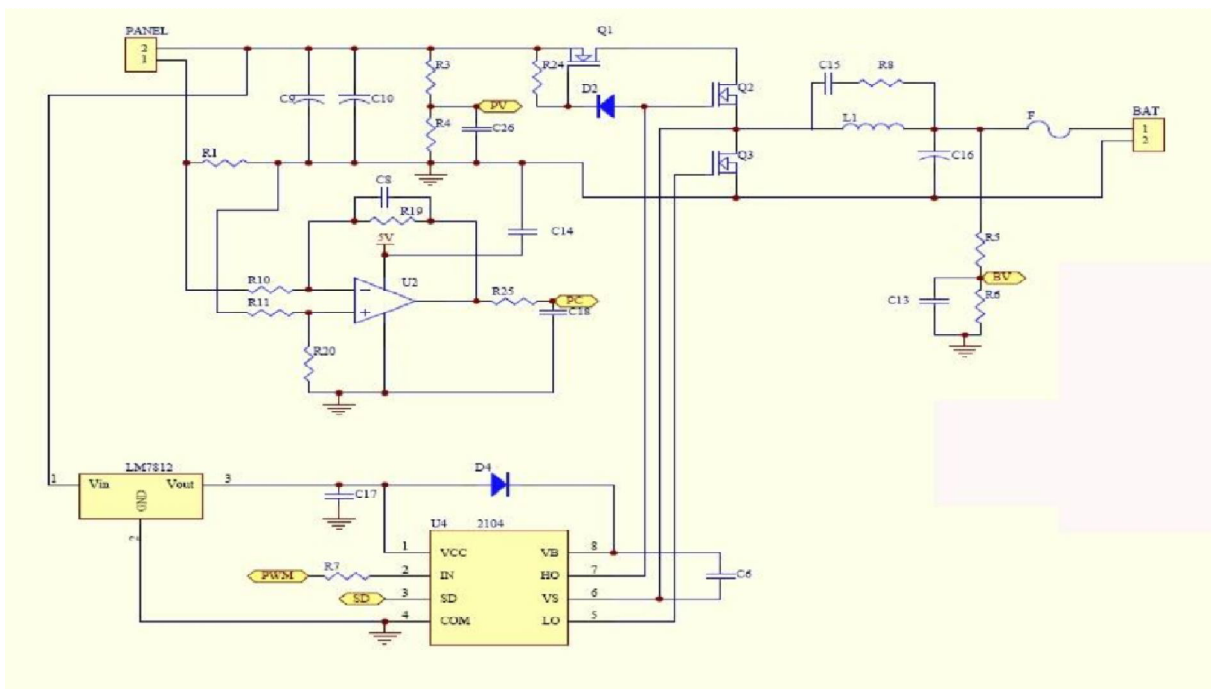 PANEL
2
1
Q1
R3
R24
D2
C15
R8
C9
C10
PV
Q2
L1
F
BAT
1
2
R4
C26
R1
Q3
C16
C8
R19
5V
C14
R5
U2
R10
R25
PC
BV
R11
C18
C13
R6
R20
LM7812
1
Vin
Vout
3
GND
2
D4
C17
U4
2104
1
VCC
VB
8
PWM
R7
2
IN
HO
7
C6
SD
3
SD
VS
6
4
COM
LO
5